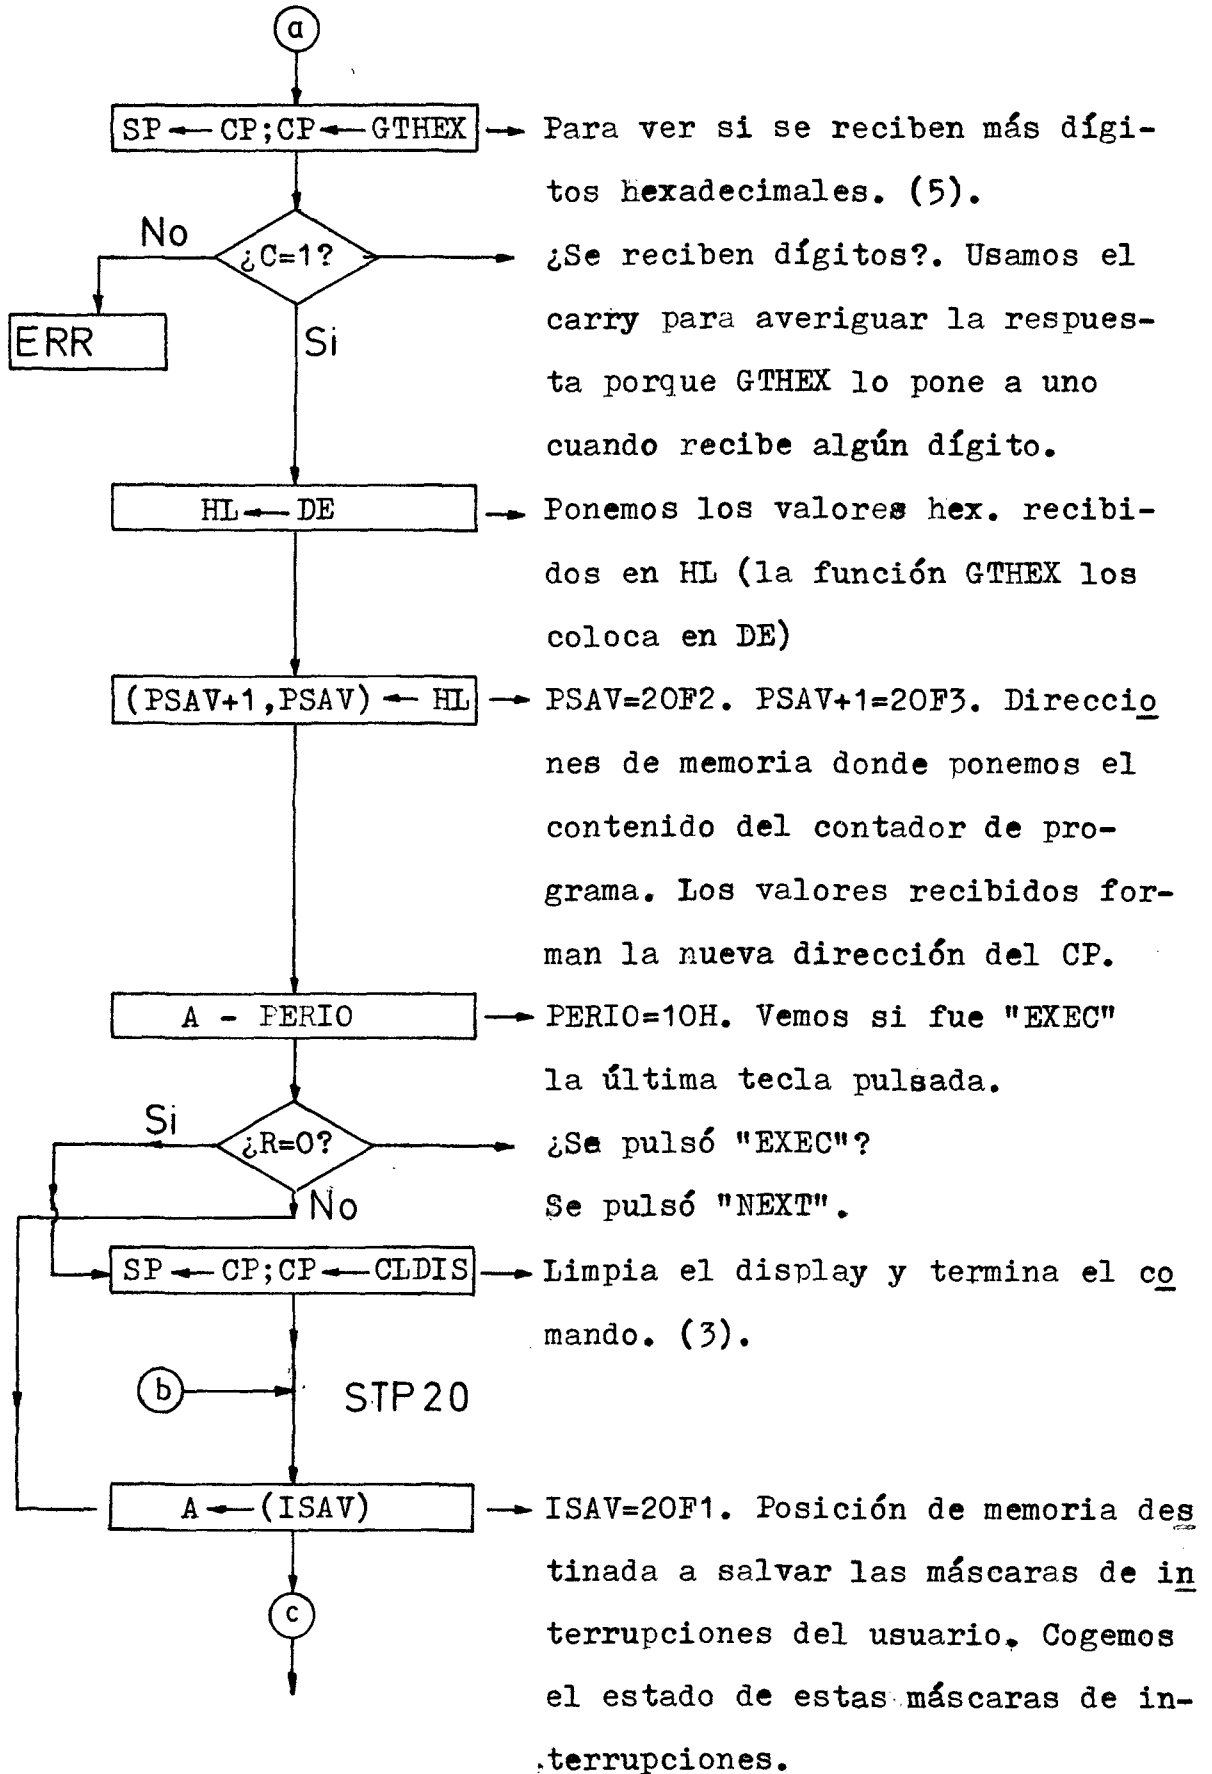 a
SP ← CP;CP ← GTHEX → Para ver si se reciben más dígi-
tos hexadecimales. (5).
No
¿C=1? → ¿Se reciben dígitos?. Usamos el
carry para averiguar la respues-
ERR
Si
ta porque GTHEX lo pone a uno
cuando recibe algún dígito.
HL ← DE → Ponemos los valores hex. recibi-
dos en HL (la función GTHEX los
coloca en DE)
(PSAV+1,PSAV) ← HL → PSAV=20F2. PSAV+1=20F3. Direccio
nes de memoria donde ponemos el
contenido del contador de pro-
grama. Los valores recibidos for-
man la nueva dirección del CP.
A - PERIO → PERIO=10H. Vemos si fue "EXEC"
la última tecla pulsada.
Si
¿R=0? → ¿Se pulsó "EXEC"?
No
Se pulsó "NEXT".
SP ← CP;CP ← CLDIS → Limpia el display y termina el co
mando. (3).
b
STP20
A ← (ISAV) → ISAV=20F1. Posición de memoria des
tinada a salvar las máscaras de in
c
terrupciones del usuario. Cogemos
el estado de estas máscaras de in-
terrupciones.